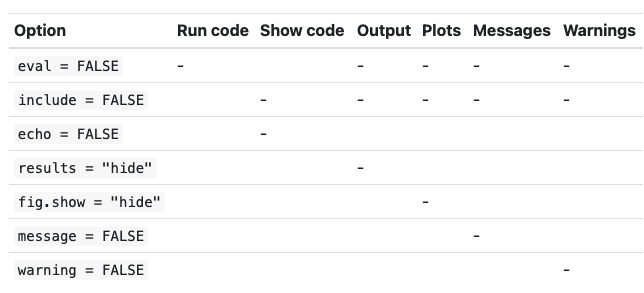 Option Run code Show code Output Plots Messages Warnings
eval = FALSE - - - - -
include = FALSE - - - - -
echo = FALSE -
results = "hide" -
fig.show = "hide" -
message = FALSE -
warning = FALSE -